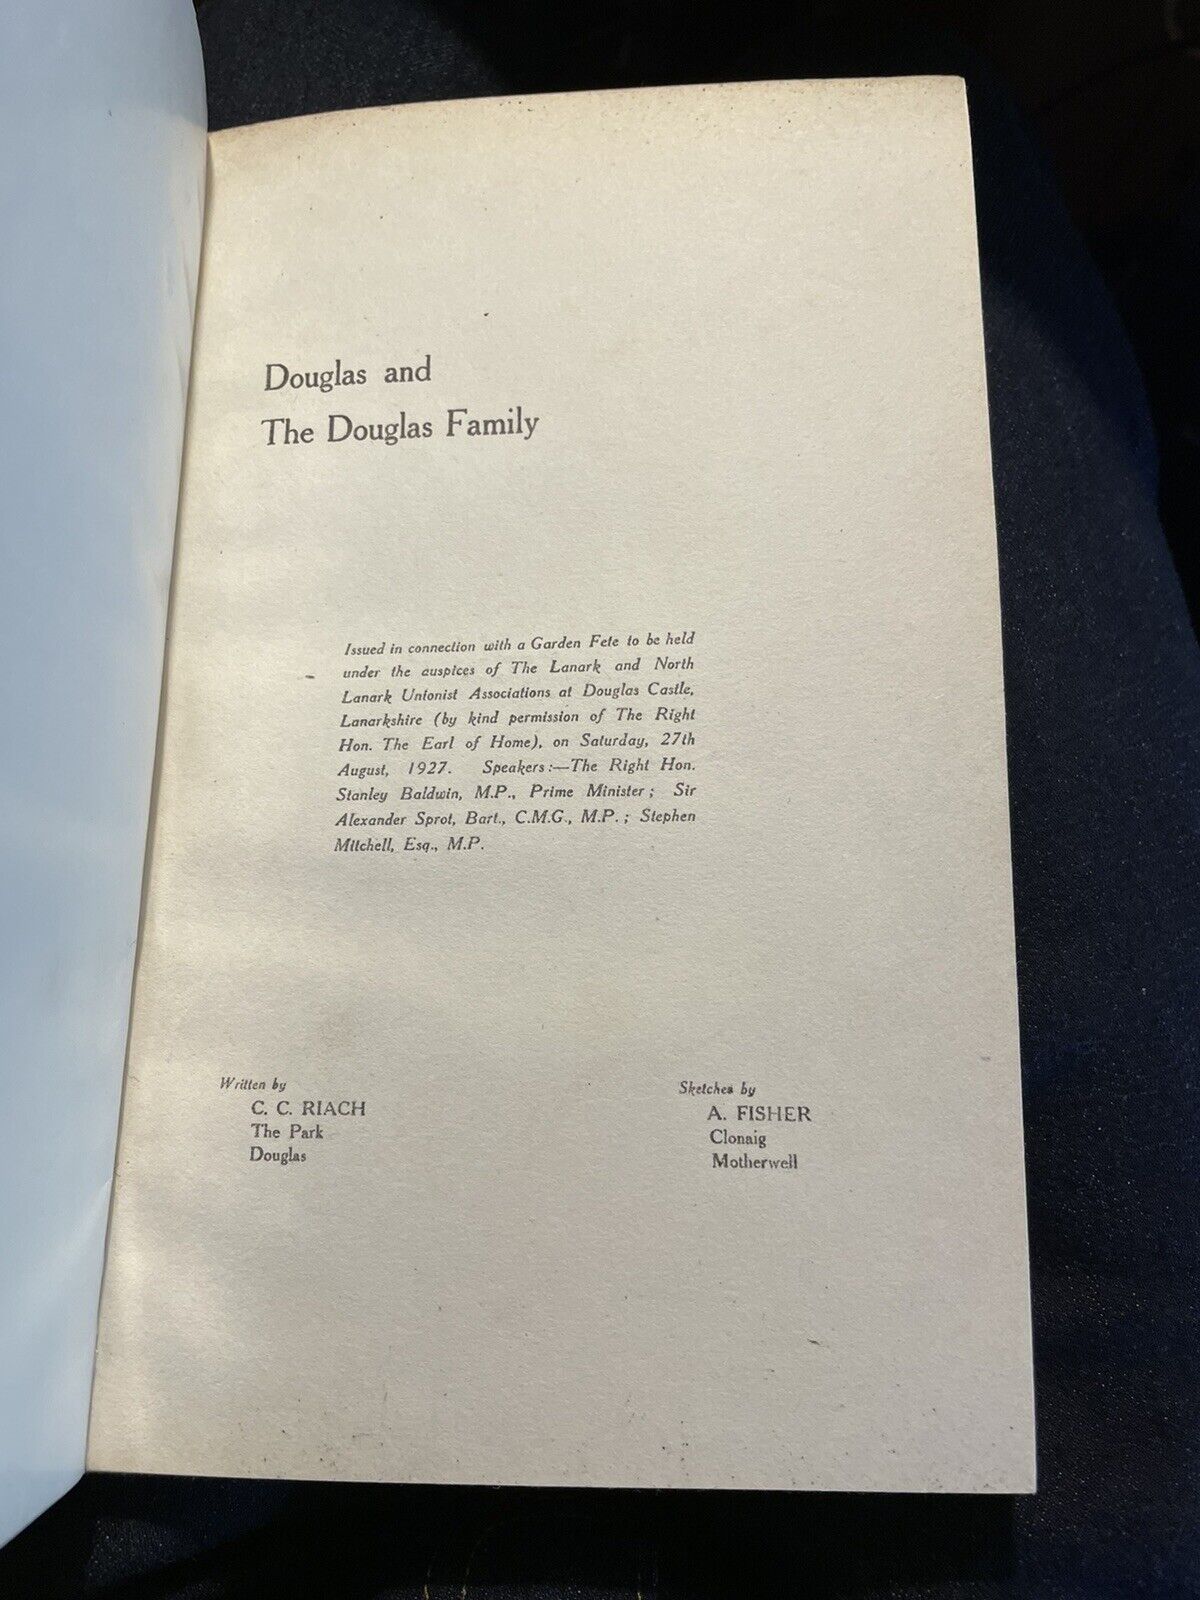 Douglas and
The Douglas Family
Issued in connection with a Garden Fete to be held
under the auspices of The Lanark and North
Lanark Unionist Associations at Douglas Castle,
Lanarkshire (by kind permission of The Right
Hon. The Earl of Home), on Saturday, 27th
August, 1927. Speakers:—The Right Hon.
Stanley Baldwin, M.P., Prime Minister; Sir
Alexander Sprot, Bart., C.M.G., M.P.; Stephen
Mitchell, Esq., M.P.
Written by
C. C. RIACH
The Park
Douglas
Sketches by
A. FISHER
Clonaig
Motherwell